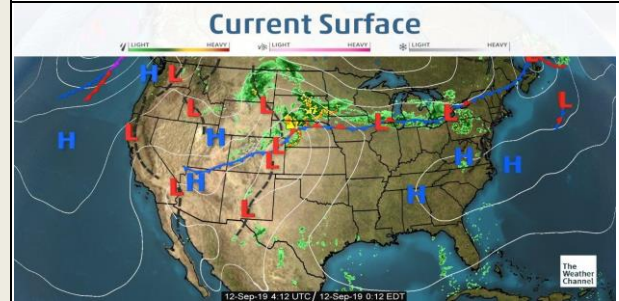 Current Surface
LIGHT HEAVY LIGHT HEAVY LIGHT HEAVY
H L L L
L L L L L
H L H L H H
L H
L H
L
The
Weather
Channel
12-Sep-19 4:12 UTC / 12-Sep-19 0:12 EDT